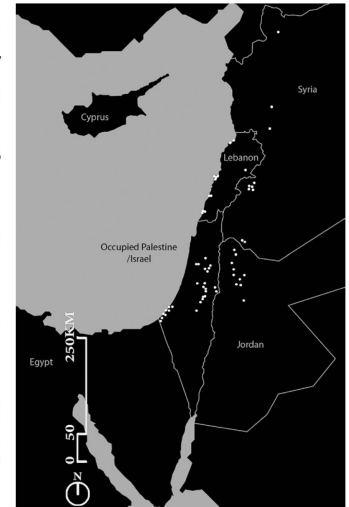 Cyprus
Syria
Lebanon
Occupied Palestine
/Israel
Jordan
Egypt
250KM
50
0
N